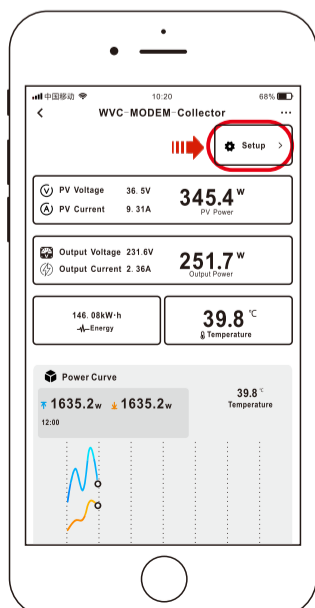 中国移动 10:20 68%
< WVC-MODEM-Collector ...
Setup >
V PV Voltage 36.5V
A PV Current 9.31A
345.4 W
PV Power
Output Voltage 231.6V
Output Current 2.36A
251.7 W
Output Power
146.08kW·h
Energy
39.8 ℃
Temperature
Power Curve
1635.2w 1635.2w
12:00
39.8 ℃
Temperature